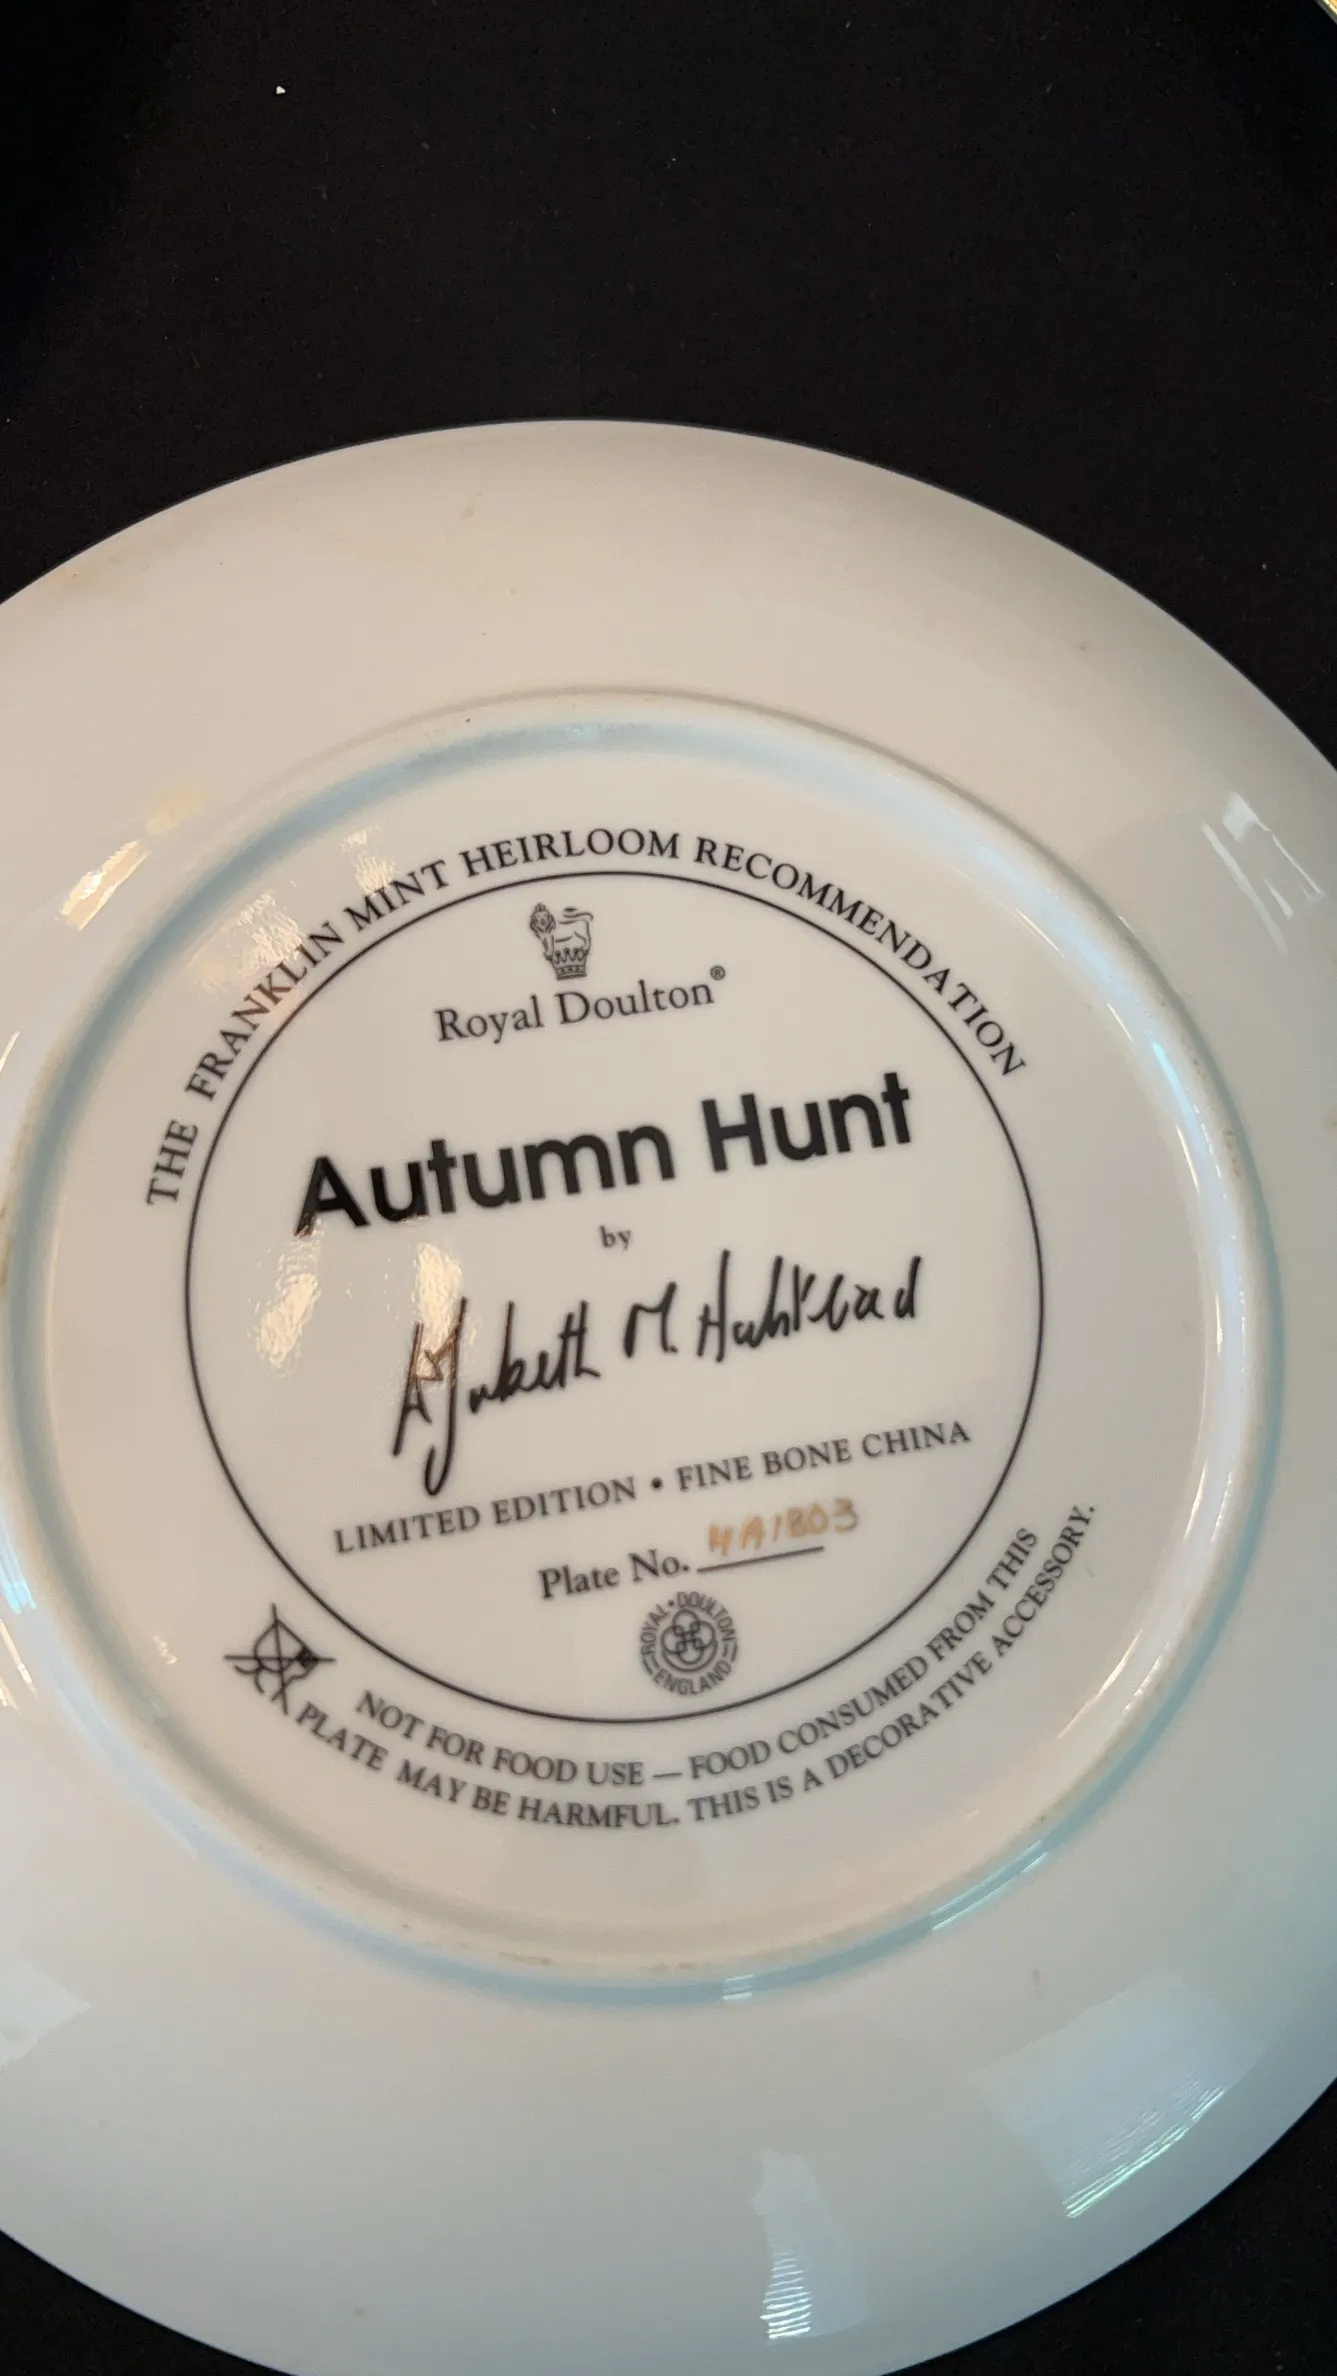 THE FRANKLIN MINT HEIRLOOM RECOMMENDATION
Royal Doulton®
Autumn Hunt
by
M.
LIMITED EDITION • FINE BONE CHINA
Plate No. HA1803
ROYAL • DOULTON
ENGLAND
NOT FOR FOOD USE — FOOD CONSUMED FROM THIS
PLATE MAY BE HARMFUL. THIS IS A DECORATIVE ACCESSORY.